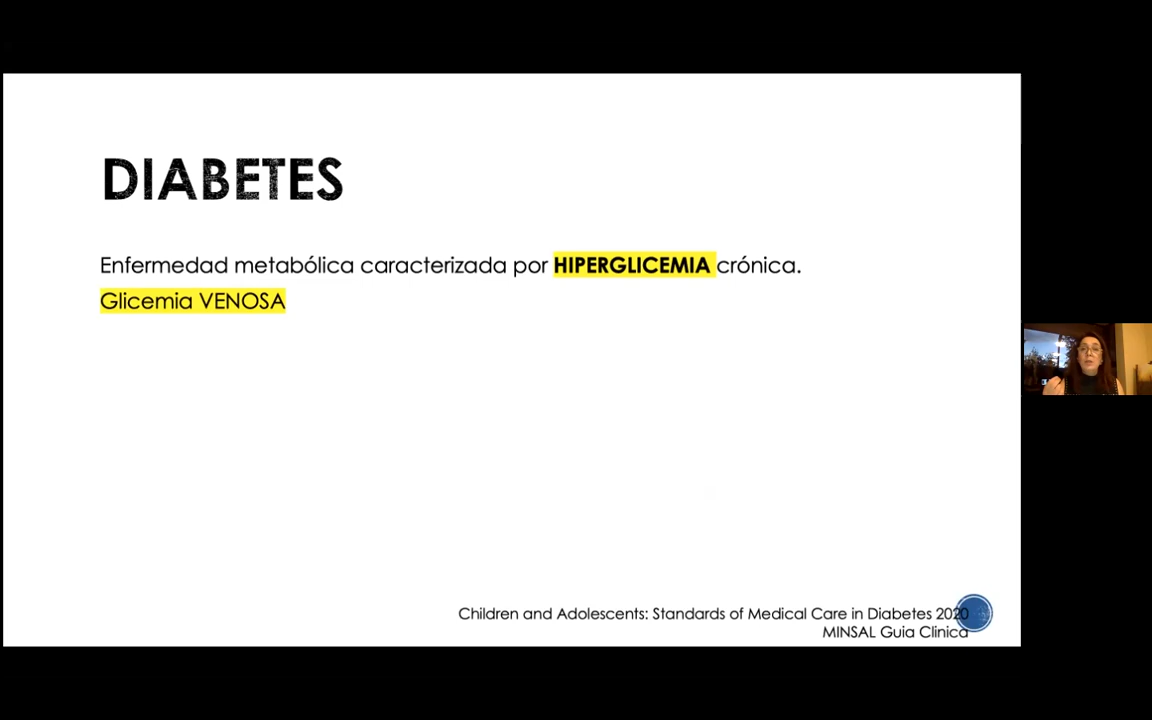 DIABETES
Enfermedad metabólica caracterizada por HIPERGLICEMIA crónica.
Glicemia VENOSA
Children and Adolescents: Standards of Medical Care in Diabetes 2020
MINSAL Guia Clinica